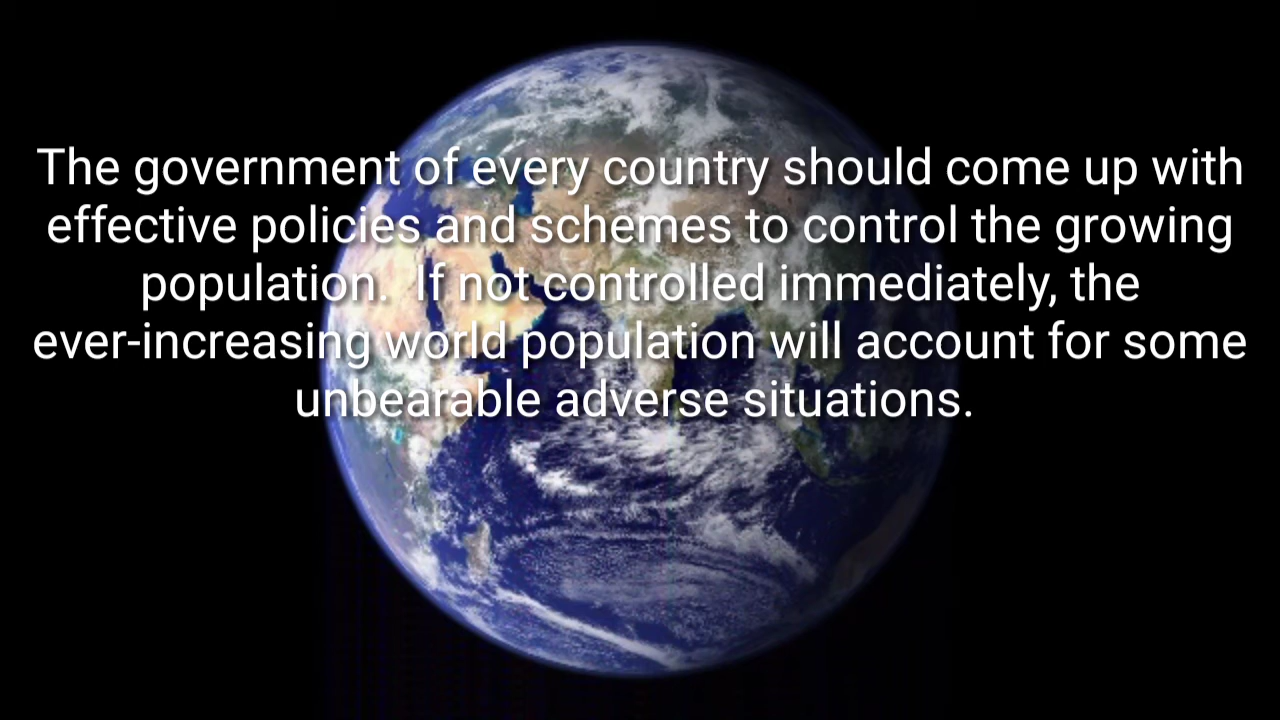 The government of every country should come up with
effective policies and schemes to control the growing
population.  If not controlled immediately, the
ever-increasing world population will account for some
unbearable adverse situations.